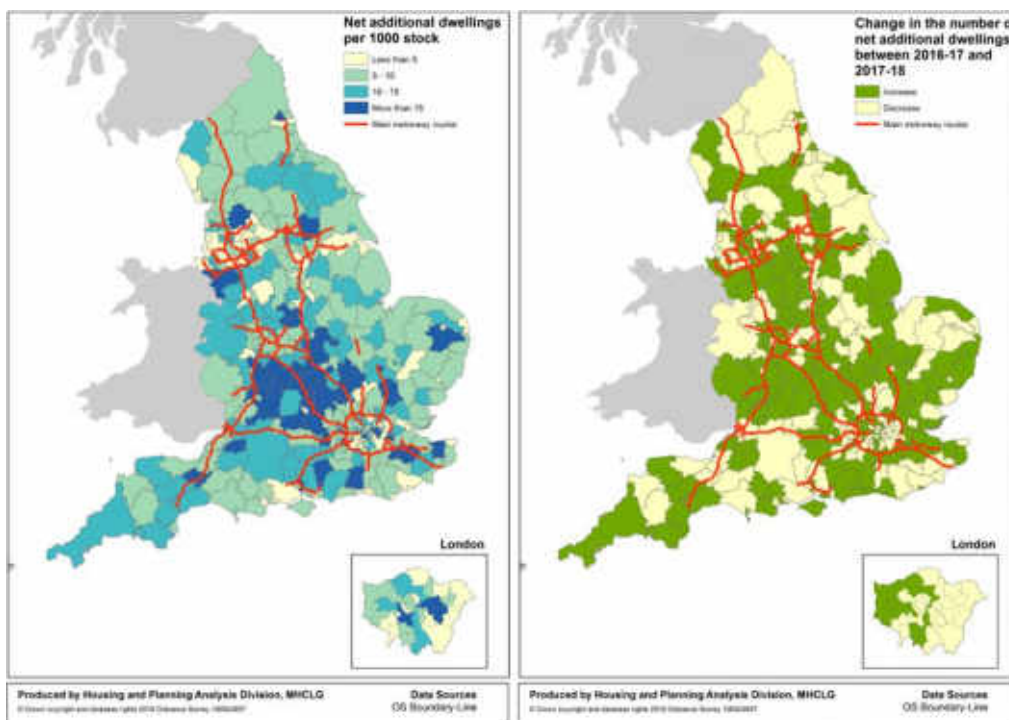 Net additional dwellings
per 1000 stock
Less than 5
5 - 10
10 - 15
More than 15
Main motorway routes
London
Produced by Housing and Planning Analysis Division, MHCLG
Data Sources
OS Boundary-Line
Change in the number o
net additional dwellings
between 2016-17 and
2017-18
Increase
Decrease
Main motorway routes
London
Produced by Housing and Planning Analysis Division, MHCLG
Data Sources
OS Boundary-Line